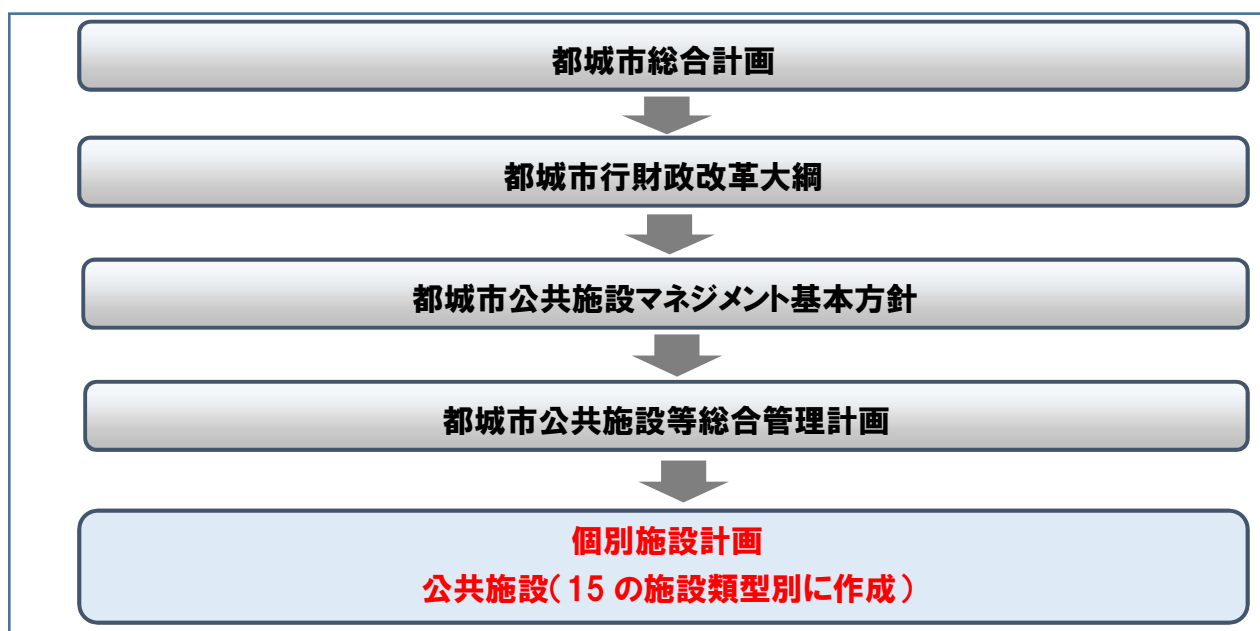 都城市総合計画
都城市行財政改革大綱
都城市公共施設マネジメント基本方針
都城市公共施設等総合管理計画
個別施設計画
公共施設(15の施設類型別に作成)